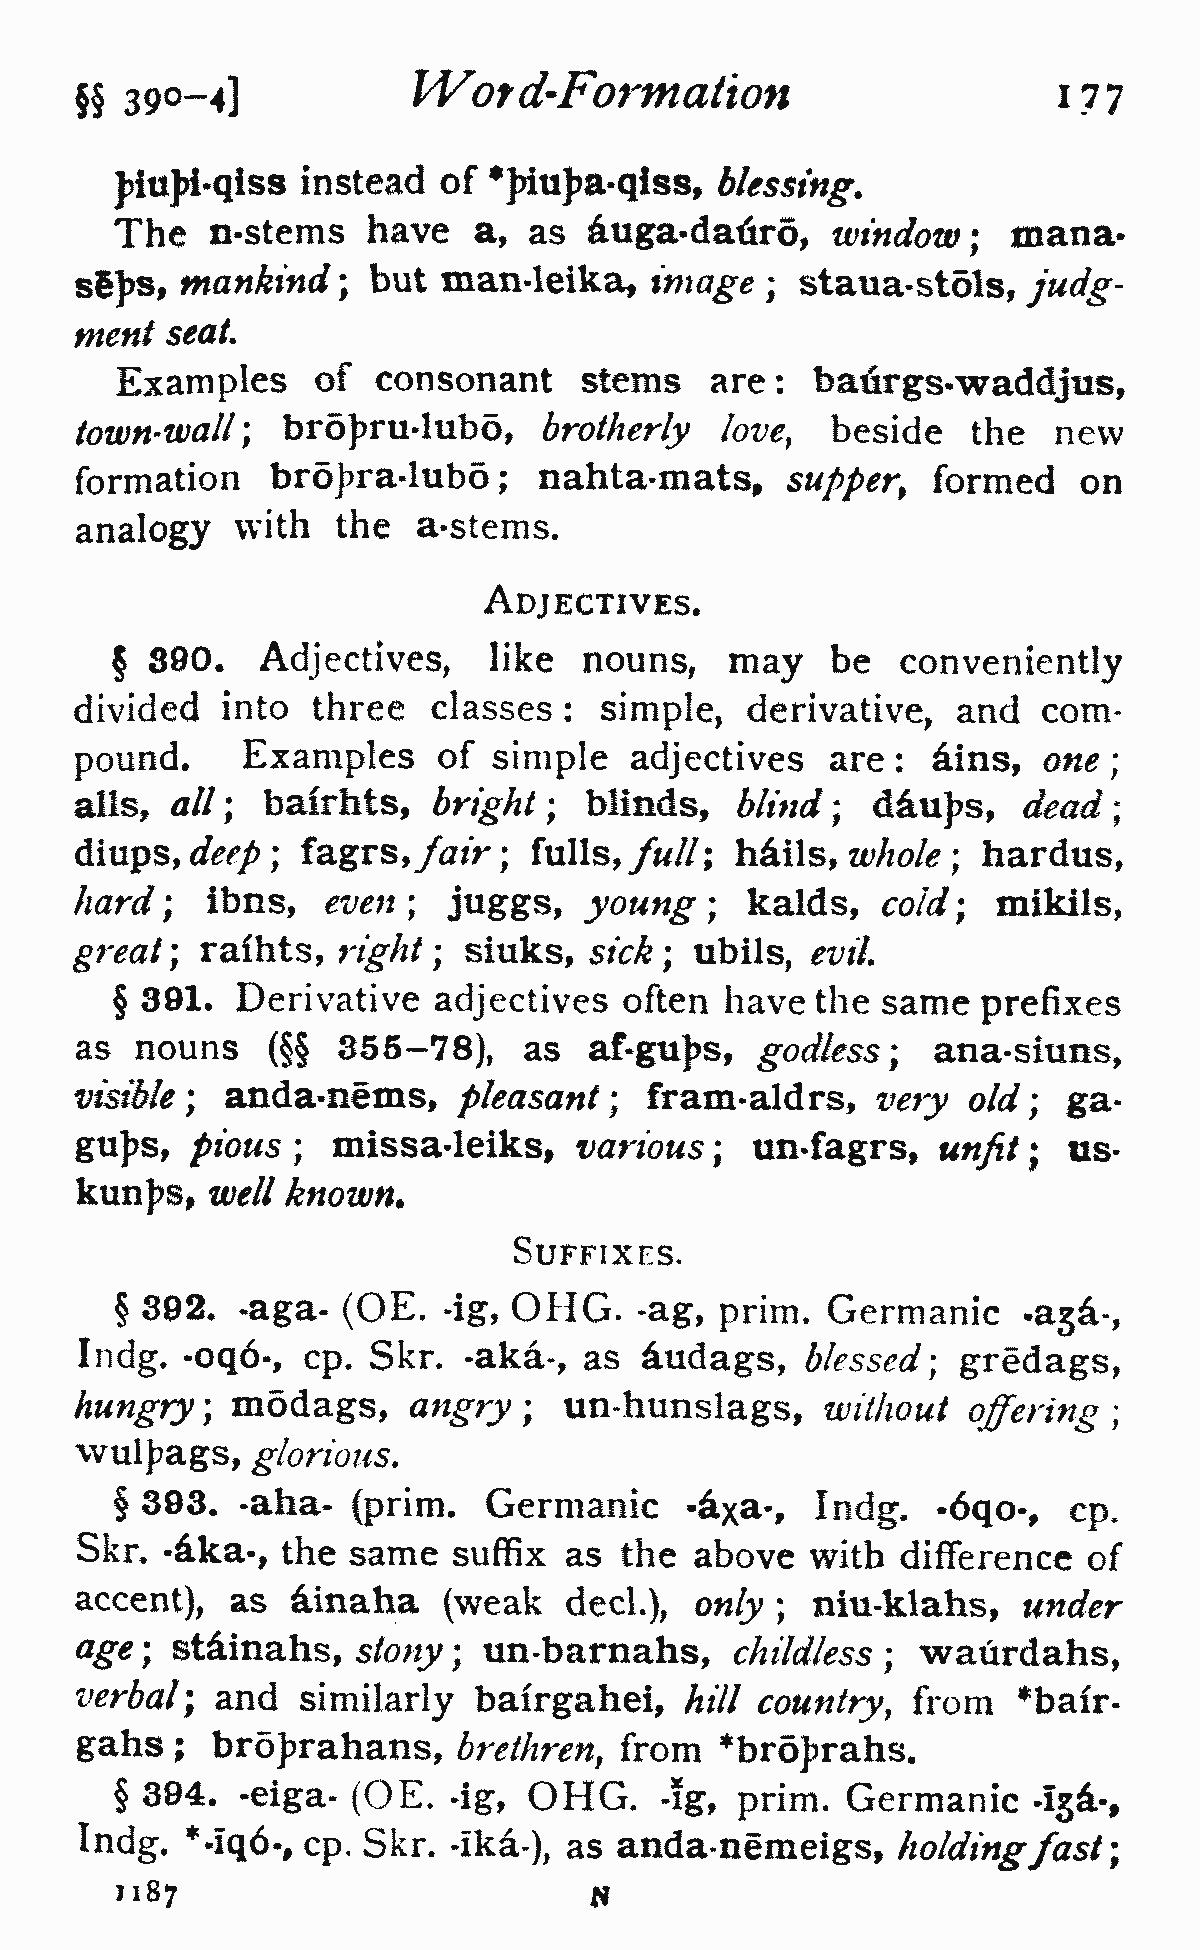 §§ 390–4] Word-Formation 177
þiuþi-qiss instead of *þiuþa-qiss, blessing.
The n-stems have a, as áuga-daúrō, window; mana-
sēþs, mankind; but man-leika, image; staua-stōls, judg-
ment seat.
Examples of consonant stems are: baúrgs-waddjus,
town-wall; brōþru-lubō, brotherly love, beside the new
formation brōþra-lubō; nahta-mats, supper, formed on
analogy with the a-stems.
Adjectives.
§ 390. Adjectives, like nouns, may be conveniently
divided into three classes: simple, derivative, and com-
pound. Examples of simple adjectives are: áins, one;
alls, all; baírhts, bright; blinds, blind; dáuþs, dead;
diups, deep; fagrs, fair; fulls, full; háils, whole; hardus,
hard; ibns, even; juggs, young; kalds, cold; mikils,
great; raíhts, right; siuks, sick; ubils, evil.
§ 391. Derivative adjectives often have the same prefixes
as nouns (§§ 355–78), as af-guþs, godless; ana-siuns,
visible; anda-nēms, pleasant; fram-aldrs, very old; ga-
guþs, pious; missa-leiks, various; un-fagrs, unfit; us-
kunþs, well known.
Suffixes.
§ 392. -aga- (OE. -ig, OHG. -ag, prim. Germanic -aʒá-,
Indg. -oqó-, cp. Skr. -aká-, as áudags, blessed; grēdags,
hungry; mōdags, angry; un-hunslags, without offering;
wulþags, glorious.
§ 393. -aha- (prim. Germanic -áχa-, Indg. -óqo-, cp.
Skr. -áka-, the same suffix as the above with difference of
accent), as áinaha (weak decl.), only; niu-klahs, under
age; stáinahs, stony; un-barnahs, childless; waúrdahs,
verbal; and similarly baírgahei, hill country, from *baír-
gahs; brōþrahans, brethren, from *brōþrahs.
§ 394. -eiga- (OE. -ig, OHG. -ī̆g, prim. Germanic -īʒá-,
Indg. *-īqó-, cp. Skr. -īká-), as anda-nēmeigs, holding fast;
1187 N